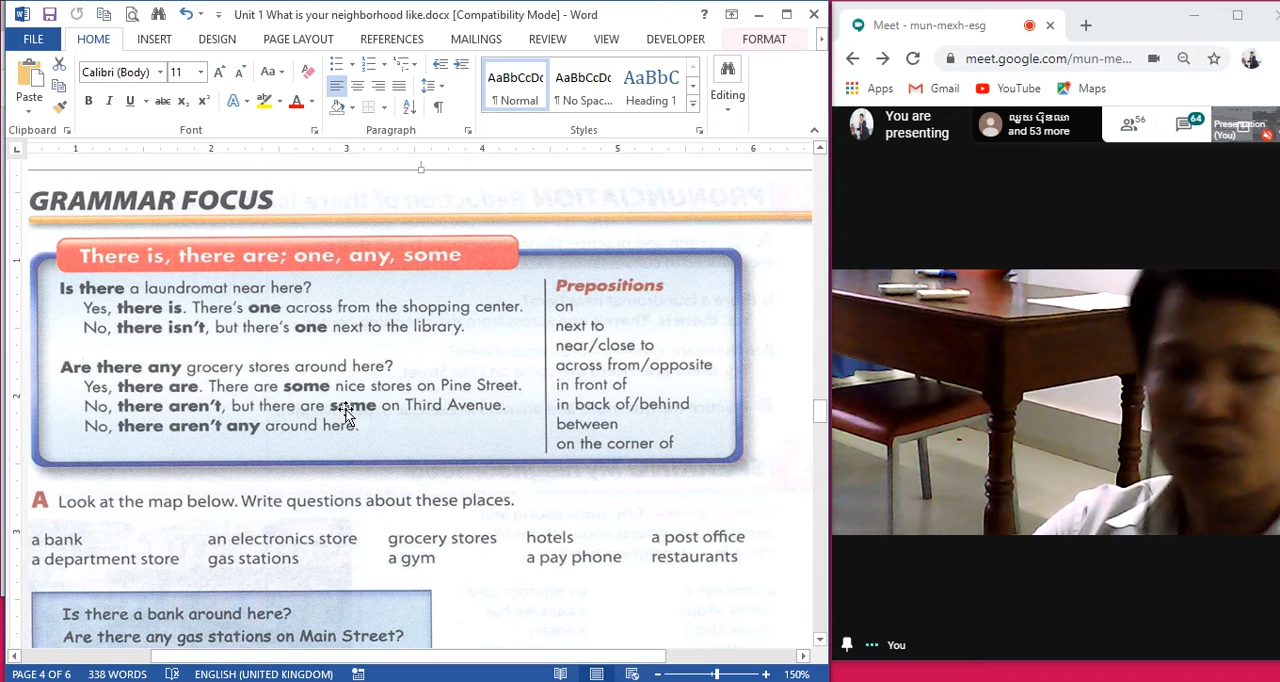 Unit 1 What is your neighborhood like.docx [Compatibility Mode] - Word
FILE HOME INSERT DESIGN PAGE LAYOUT REFERENCES MAILINGS REVIEW VIEW DEVELOPER FORMAT
Calibri (Body) 11
AaBbCcDc AaBbCcDc AaBbC
Paste ¶ Normal ¶ No Spac... Heading 1 Editing
Clipboard Font Paragraph Styles
1 2 3 4 5 6
GRAMMAR FOCUS
There is, there are; one, any, some
Is there a laundromat near here?
Yes, there is. There's one across from the shopping center.
No, there isn't, but there's one next to the library.
Are there any grocery stores around here?
Yes, there are. There are some nice stores on Pine Street.
No, there aren't, but there are some on Third Avenue.
No, there aren't any around here.
Prepositions
on
next to
near/close to
across from/opposite
in front of
in back of/behind
between
on the corner of
A Look at the map below. Write questions about these places.
a bank an electronics store grocery stores hotels a post office
a department store gas stations a gym a pay phone restaurants
Is there a bank around here?
Are there any gas stations on Main Street?
PAGE 4 OF 6 338 WORDS ENGLISH (UNITED KINGDOM) 150%
Meet - mun-mexh-esg
meet.google.com/mun-me...
Apps Gmail YouTube Maps
You are
presenting
and 53 more
56
64
Presentation
(You)
You